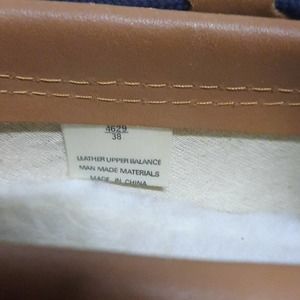 4629
38
LEATHER UPPER BALANCE
MAN MADE MATERIALS
MADE IN CHINA